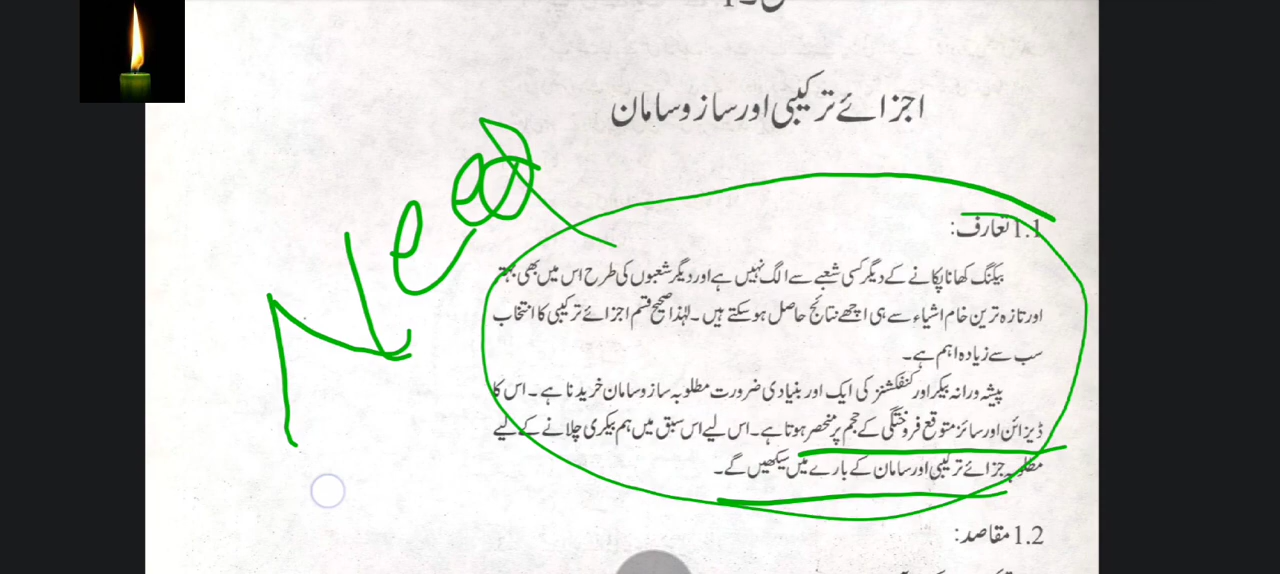 اجزائے ترکیبی اور ساز و سامان
Need
1.1 تعارف:
بیکنگ کھانا پکانے کے دیگر کسی شعبے سے الگ نہیں ہے اور دیگر شعبوں کی طرح اس میں بھی بہتر
اور تازہ ترین خام اشیاء سے ہی اچھے نتائج حاصل ہو سکتے ہیں۔ لہٰذا صحیح قسم اجزائے ترکیبی کا انتخاب
سب سے زیادہ اہم ہے۔
پیشہ ورانہ بیکر اور کنفکشنر کی ایک اور بنیادی ضرورت مطلوبہ ساز و سامان خریدنا ہے۔ اس کا
ڈیزائن اور سائز متوقع فروختگی کے حجم پر منحصر ہوتا ہے۔ اس لیے اس سبق میں ہم بیکری چلانے کے لیے
مطلوبہ جزائے ترکیبی اور سامان کے بارے میں سیکھیں گے۔
1.2 مقاصد: